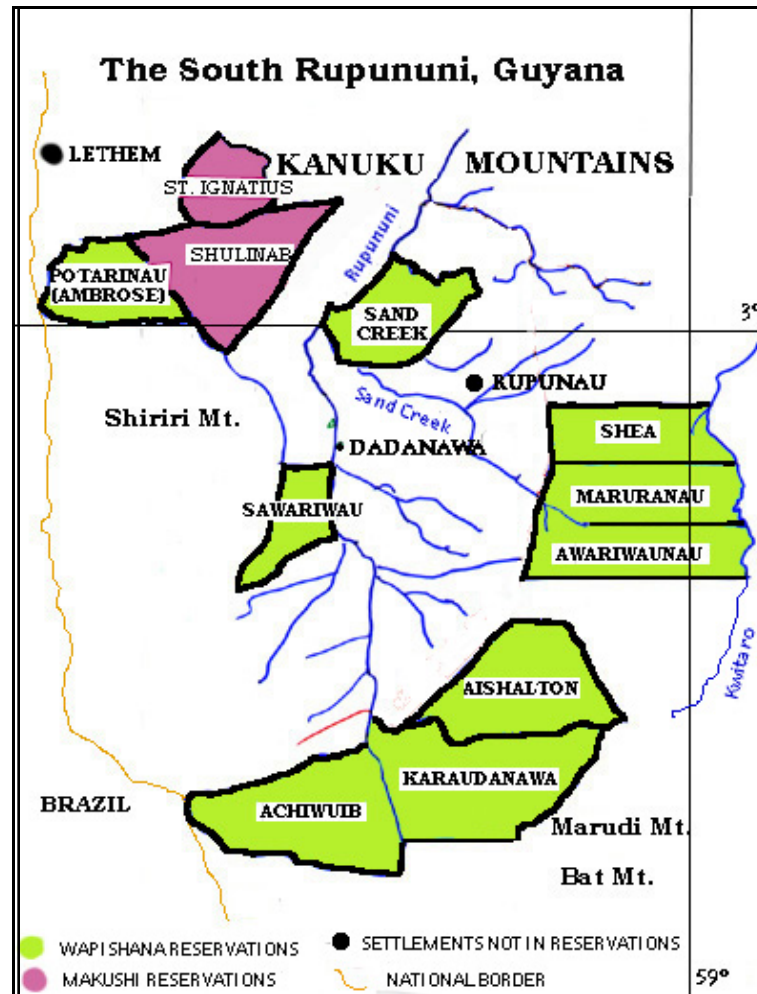 The South Rupununi, Guyana
LETHEM
KANUKU MOUNTAINS
ST. IGNATIUS
Rupununi
SHULINAB
POTARINAU
(AMBROSE)
SAND
CREEK
3°
RUPUNAU
Sand Creek
Shiriri Mt.
SHEA
DADANAWA
MARURANAU
SAWARIWAU
AWARIWAUNAU
Kwitaro
AISHALTON
KARAUDANAWA
BRAZIL
ACHIWUIB
Marudi Mt.
Bat Mt.
WAPISHANA RESERVATIONS
SETTLEMENTS NOT IN RESERVATIONS
MAKUSHI RESERVATIONS
NATIONAL BORDER
59°